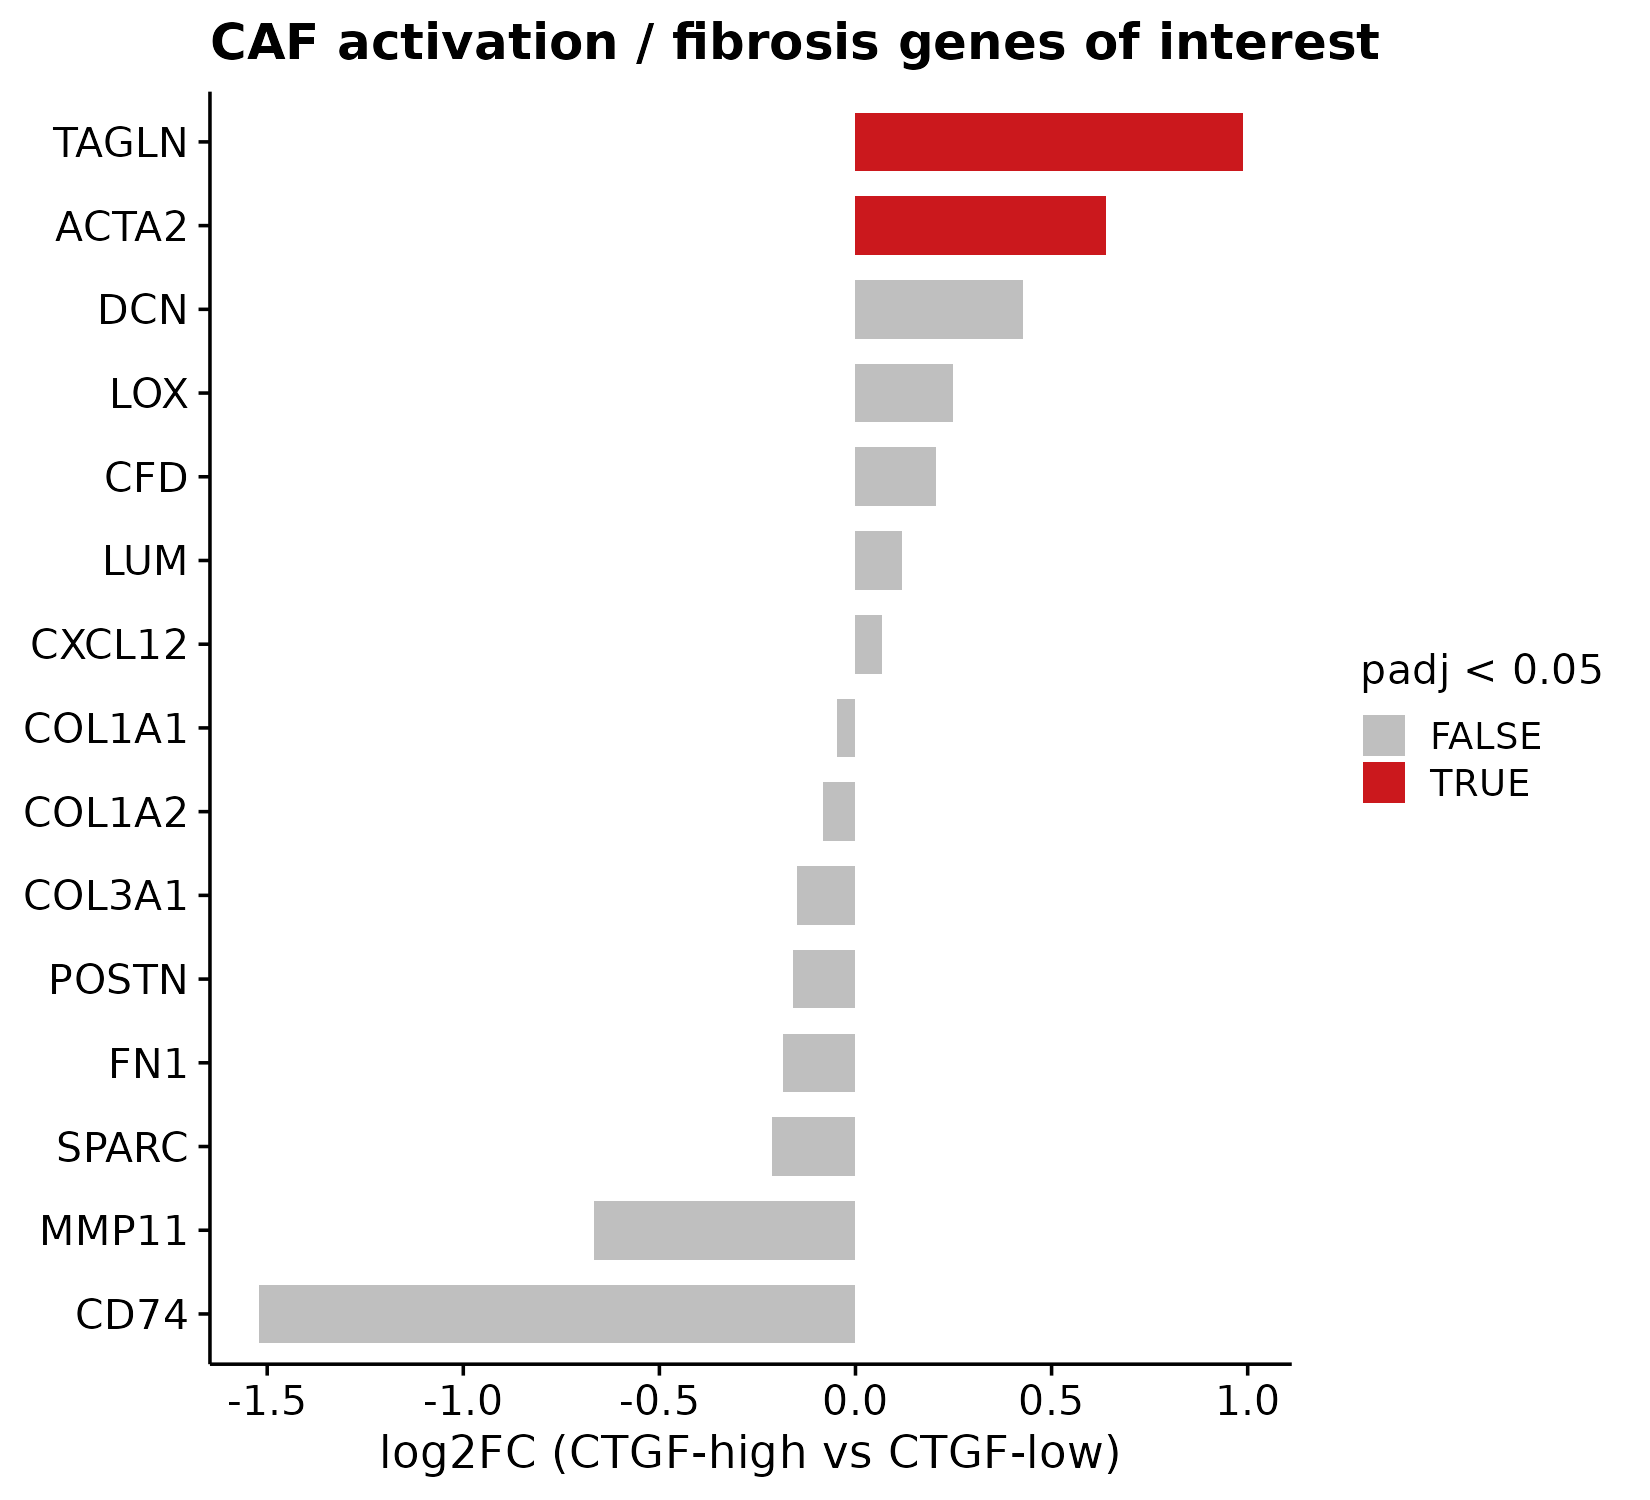 CAF activation / fibrosis genes of interest
TAGLN
ACTA2
DCN
LOX
CFD
LUM
CXCL12
COL1A1
COL1A2
COL3A1
POSTN
FN1
SPARC
MMP11
CD74
-1.5 -1.0 -0.5 0.0 0.5 1.0
log2FC (CTGF-high vs CTGF-low)
padj < 0.05
FALSE
TRUE